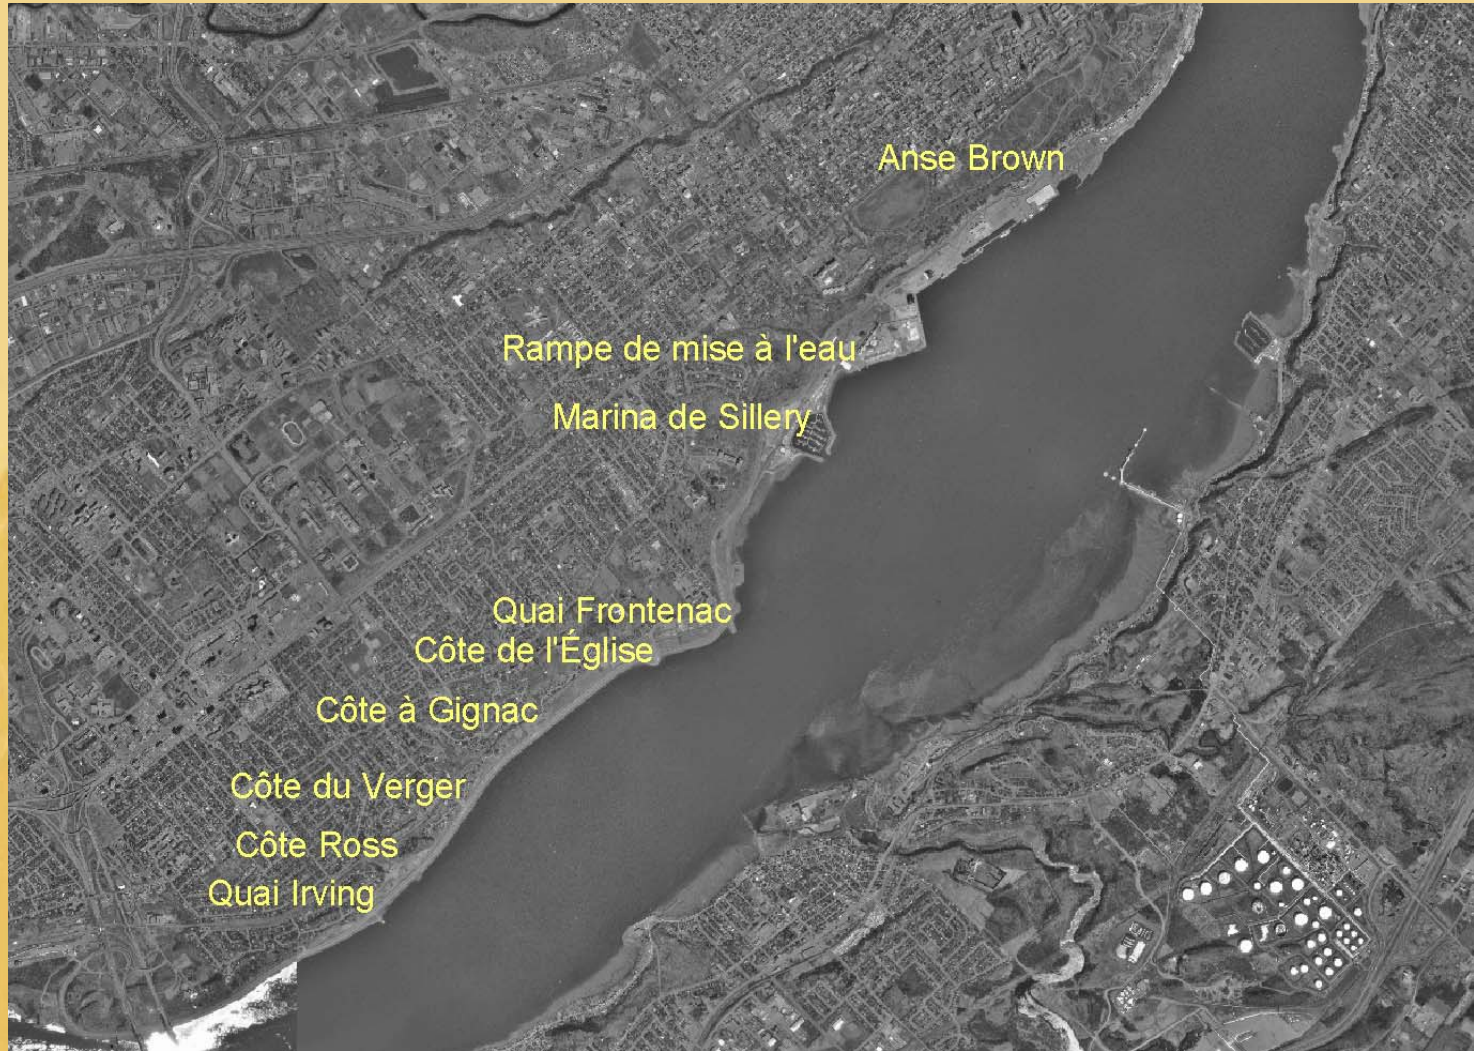 Anse Brown
Rampe de mise à l'eau
Marina de Sillery
Quai Frontenac
Côte de l'Église
Côte à Gignac
Côte du Verger
Côte Ross
Quai Irving